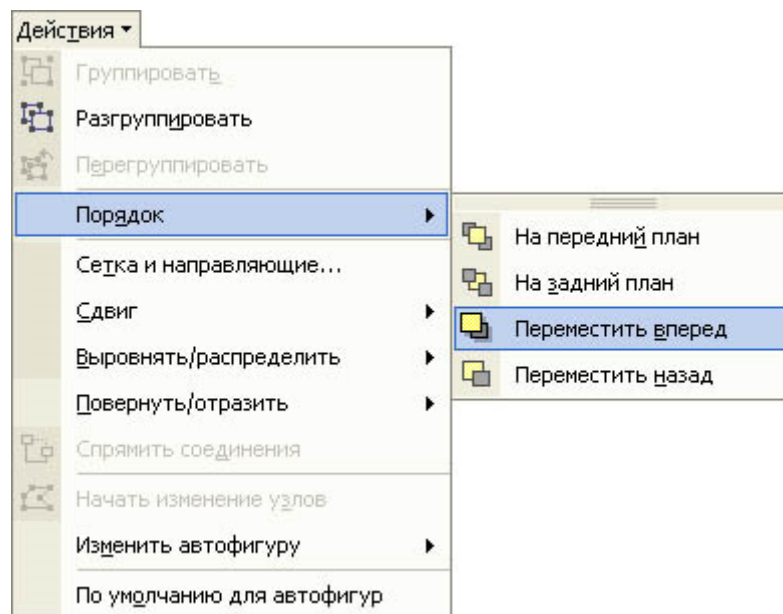 Действия
Группировать
Разгруппировать
Перегруппировать
Порядок
На передний план
На задний план
Переместить вперед
Переместить назад
Сетка и направляющие...
Сдвиг
Выровнять/распределить
Повернуть/отразить
Спрямить соединения
Начать изменение узлов
Изменить автофигуру
По умолчанию для автофигур